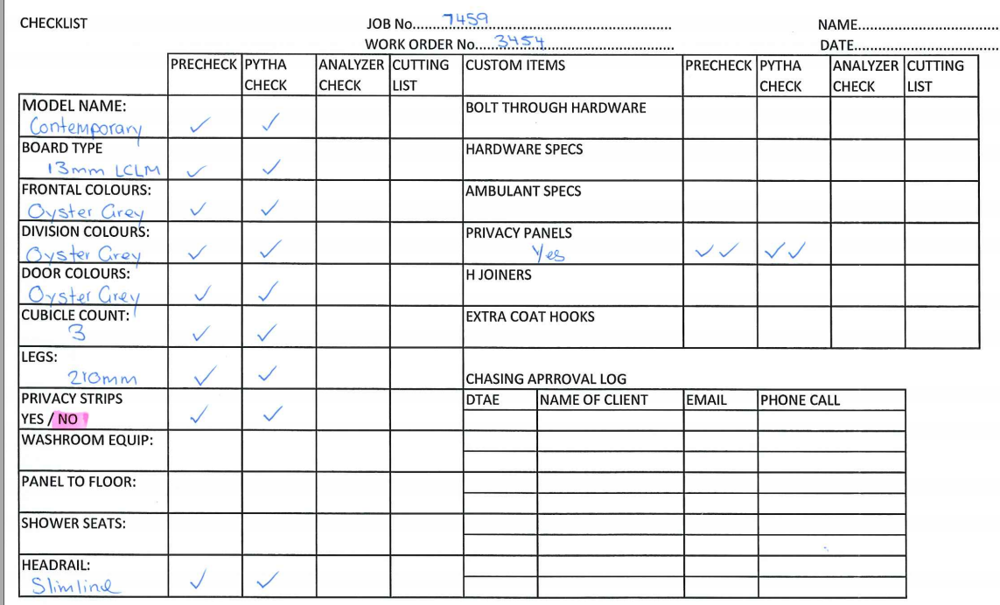 CHECKLIST
JOB No. 7459
NAME
WORK ORDER No. 3454
DATE
PRECHECK PYTHA CHECK ANALYZER CHECK CUTTING LIST CUSTOM ITEMS PRECHECK PYTHA CHECK ANALYZER CHECK CUTTING LIST
MODEL NAME:
Contemporary ✓ ✓
BOLT THROUGH HARDWARE
BOARD TYPE
13mm LCLM ✓ ✓
HARDWARE SPECS
FRONTAL COLOURS:
Oyster Grey ✓ ✓
AMBULANT SPECS
DIVISION COLOURS:
Oyster Grey ✓ ✓
PRIVACY PANELS
Yes ✓✓ ✓✓
DOOR COLOURS:
Oyster Grey ✓ ✓
H JOINERS
CUBICLE COUNT:
3 ✓ ✓
EXTRA COAT HOOKS
LEGS:
210mm ✓ ✓
CHASING APRROVAL LOG
PRIVACY STRIPS
YES / NO ✓ ✓
DTAE NAME OF CLIENT EMAIL PHONE CALL
WASHROOM EQUIP:
PANEL TO FLOOR:
SHOWER SEATS:
HEADRAIL:
Slimline ✓ ✓